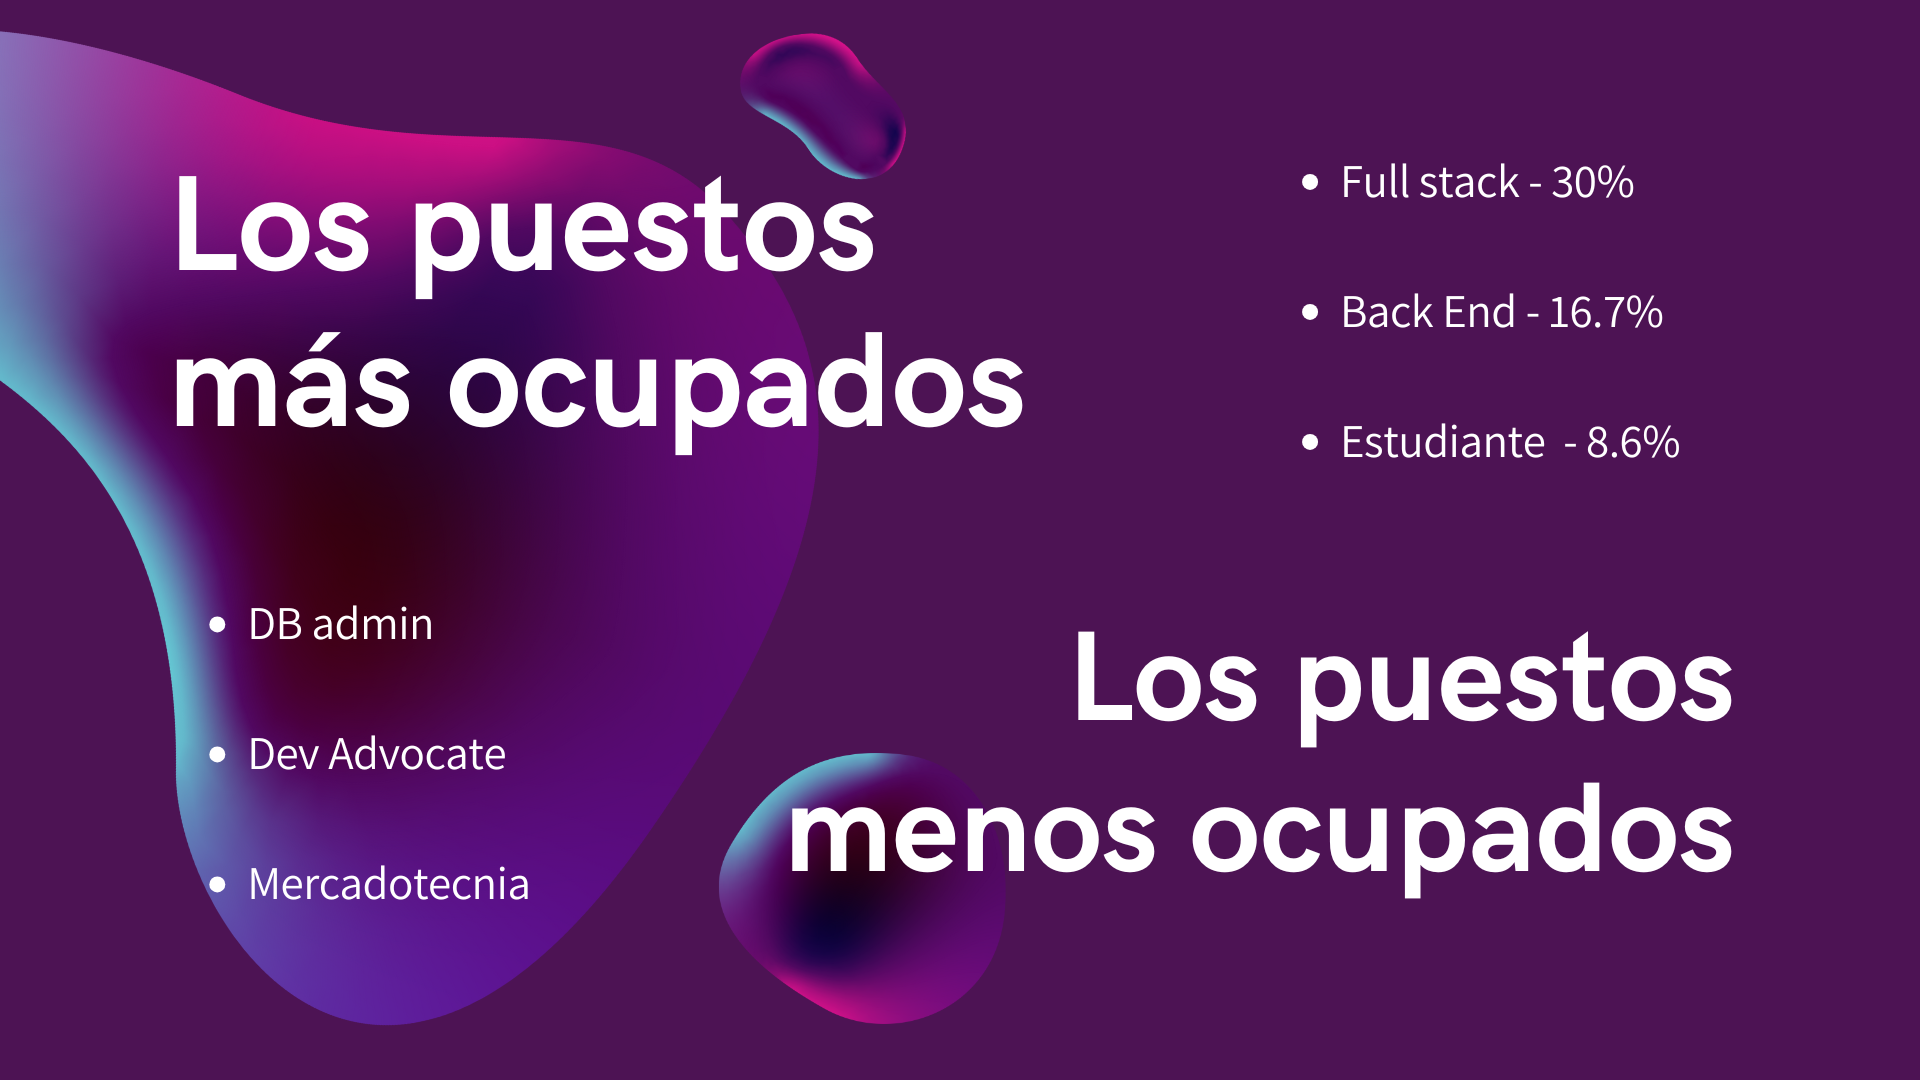 Los puestos
más ocupados
• Full stack - 30%
• Back End - 16.7%
• Estudiante  - 8.6%
Los puestos
menos ocupados
• DB admin
• Dev Advocate
• Mercadotecnia